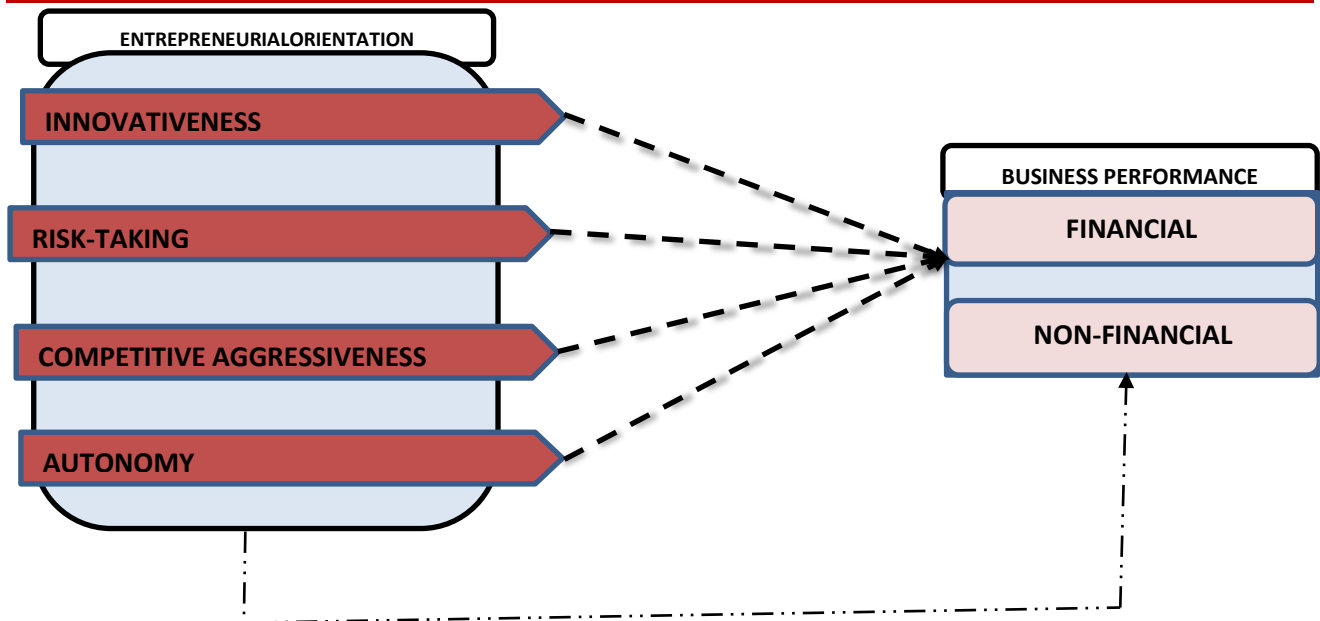 ENTREPRENEURIALORIENTATION
INNOVATIVENESS
RISK-TAKING
COMPETITIVE AGGRESSIVENESS
AUTONOMY
BUSINESS PERFORMANCE
FINANCIAL
NON-FINANCIAL